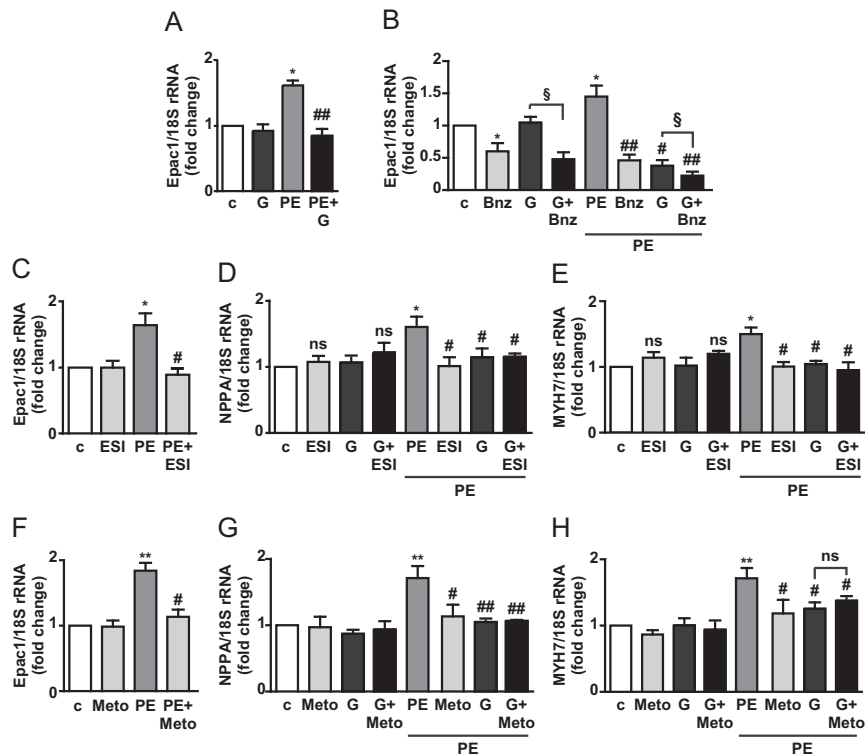 A
Epac1/18S rRNA
(fold change)
2
1
0
*
##
c G PE PE+
G
B
Epac1/18S rRNA
(fold change)
2
1.5
1
0.5
0
*
§
*
##
#
§
##
c Bnz G G+ PE Bnz G G+
Bnz Bnz
PE
C
Epac1/18S rRNA
(fold change)
2
1
0
*
#
c ESI PE PE+
ESI
D
NPPA/18S rRNA
(fold change)
2
1
0
ns
ns
*
# # #
c ESI G G+ PE ESI G G+
ESI ESI
PE
E
MYH7/18S rRNA
(fold change)
2
1
0
ns
ns
*
# # #
c ESI G G+ PE ESI G G+
ESI ESI
PE
F
Epac1/18S rRNA
(fold change)
2
1
0
**
#
c Meto PE PE+
Meto
G
NPPA/18S rRNA
(fold change)
2
1
0
**
# ## ##
c Meto G G+ PE Meto G G+
Meto Meto
PE
H
MYH7/18S rRNA
(fold change)
2
1
0
**
ns
# # #
c Meto G G+ PE Meto G G+
Meto Meto
PE